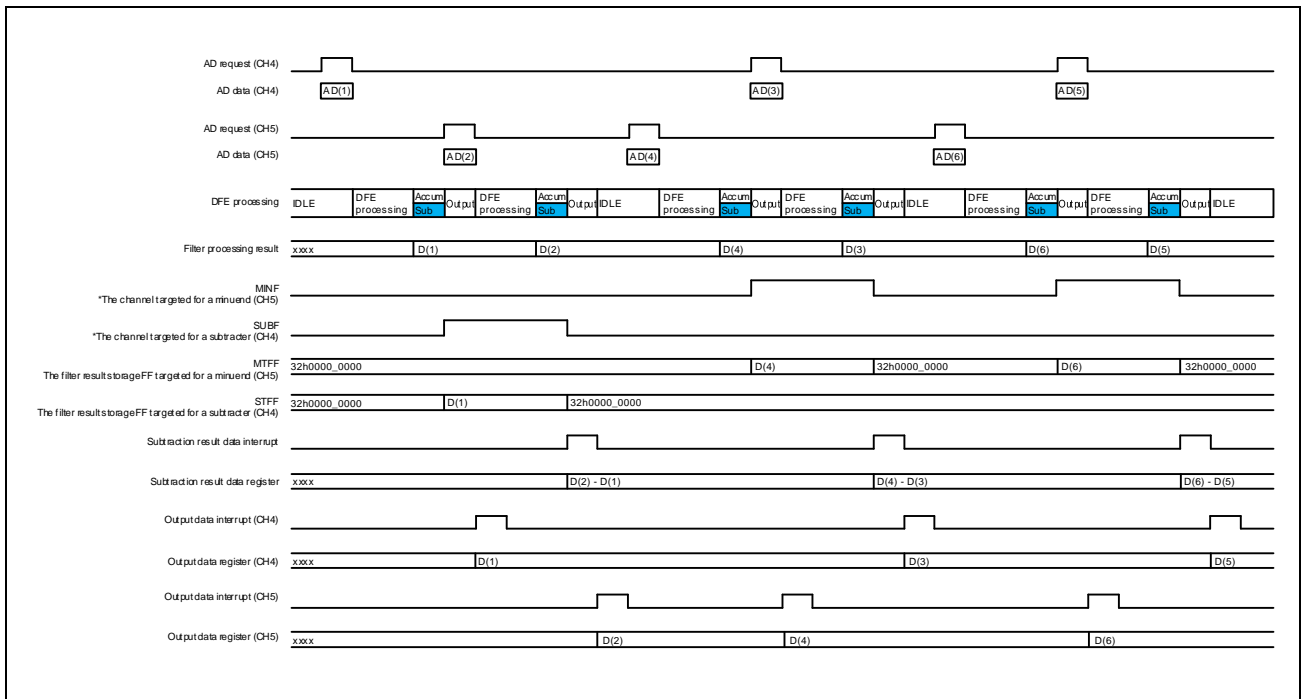 AD request (CH4)
AD data (CH4) AD(1) AD(3) AD(5)
AD request (CH5)
AD data (CH5) AD(2) AD(4) AD(6)
DFE processing IDLE DFE processing Accum Sub Output DFE processing Accum Sub Output IDLE DFE processing Accum Sub Output DFE processing Accum Sub Output IDLE DFE processing Accum Sub Output DFE processing Accum Sub Output IDLE
Filter processing result xxxx D(1) D(2) D(4) D(3) D(6) D(5)
MINF
*The channel targeted for a minuend (CH5)
SUBF
*The channel targeted for a subtracter (CH4)
MTFF
The filter result storageFF targeted for a minuend (CH5) 32h0000_0000 D(4) 32h0000_0000 D(6) 32h0000_0000
STFF
The filter result storageFF targeted for a subtracter (CH4) 32h0000_0000 D(1) 32h0000_0000
Subtraction result data interrupt
Subtraction result data register xxxx D(2) - D(1) D(4) - D(3) D(6) - D(5)
Output data interrupt (CH4)
Output data register (CH4) xxxx D(1) D(3) D(5)
Output data interrupt (CH5)
Output data register (CH5) xxxx D(2) D(4) D(6)